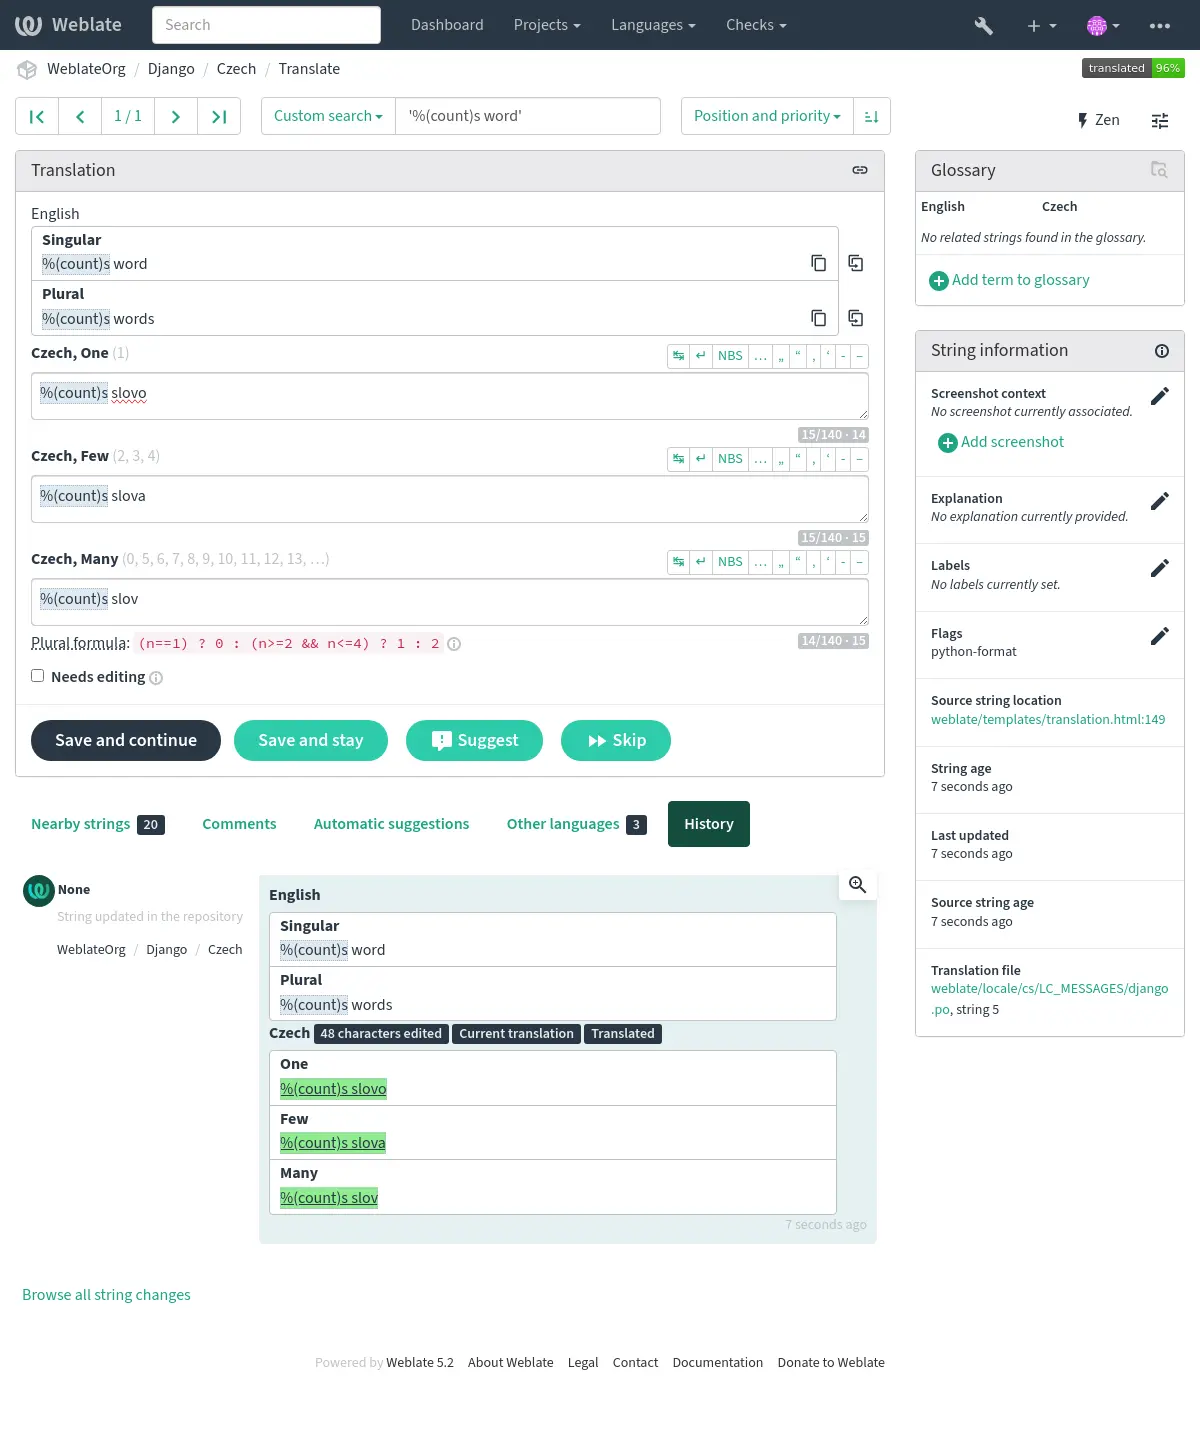 Weblate
Search
Dashboard Projects Languages Checks
WeblateOrg / Django / Czech / Translate
translated 96%
1 / 1
Custom search '%(count)s word'
Position and priority
Zen
Translation
English
Singular
%(count)s word
Plural
%(count)s words
Czech, One (1)
NBS … „ “ ‚ ‘ - –
%(count)s slovo
15/140 · 14
Czech, Few (2, 3, 4)
NBS … „ “ ‚ ‘ - –
%(count)s slova
15/140 · 15
Czech, Many (0, 5, 6, 7, 8, 9, 10, 11, 12, 13, …)
NBS … „ “ ‚ ‘ - –
%(count)s slov
14/140 · 15
Plural formula: (n==1) ? 0 : (n>=2 && n<=4) ? 1 : 2
Needs editing
Save and continue Save and stay Suggest Skip
Nearby strings 20 Comments Automatic suggestions Other languages 3 History
None
String updated in the repository
WeblateOrg / Django / Czech
English
Singular
%(count)s word
Plural
%(count)s words
Czech 48 characters edited Current translation Translated
One
%(count)s slovo
Few
%(count)s slova
Many
%(count)s slov
7 seconds ago
Browse all string changes
Glossary
English Czech
No related strings found in the glossary.
Add term to glossary
String information
Screenshot context
No screenshot currently associated.
Add screenshot
Explanation
No explanation currently provided.
Labels
No labels currently set.
Flags
python-format
Source string location
weblate/templates/translation.html:149
String age
7 seconds ago
Last updated
7 seconds ago
Source string age
7 seconds ago
Translation file
weblate/locale/cs/LC_MESSAGES/django
.po, string 5
Powered by Weblate 5.2 About Weblate Legal Contact Documentation Donate to Weblate